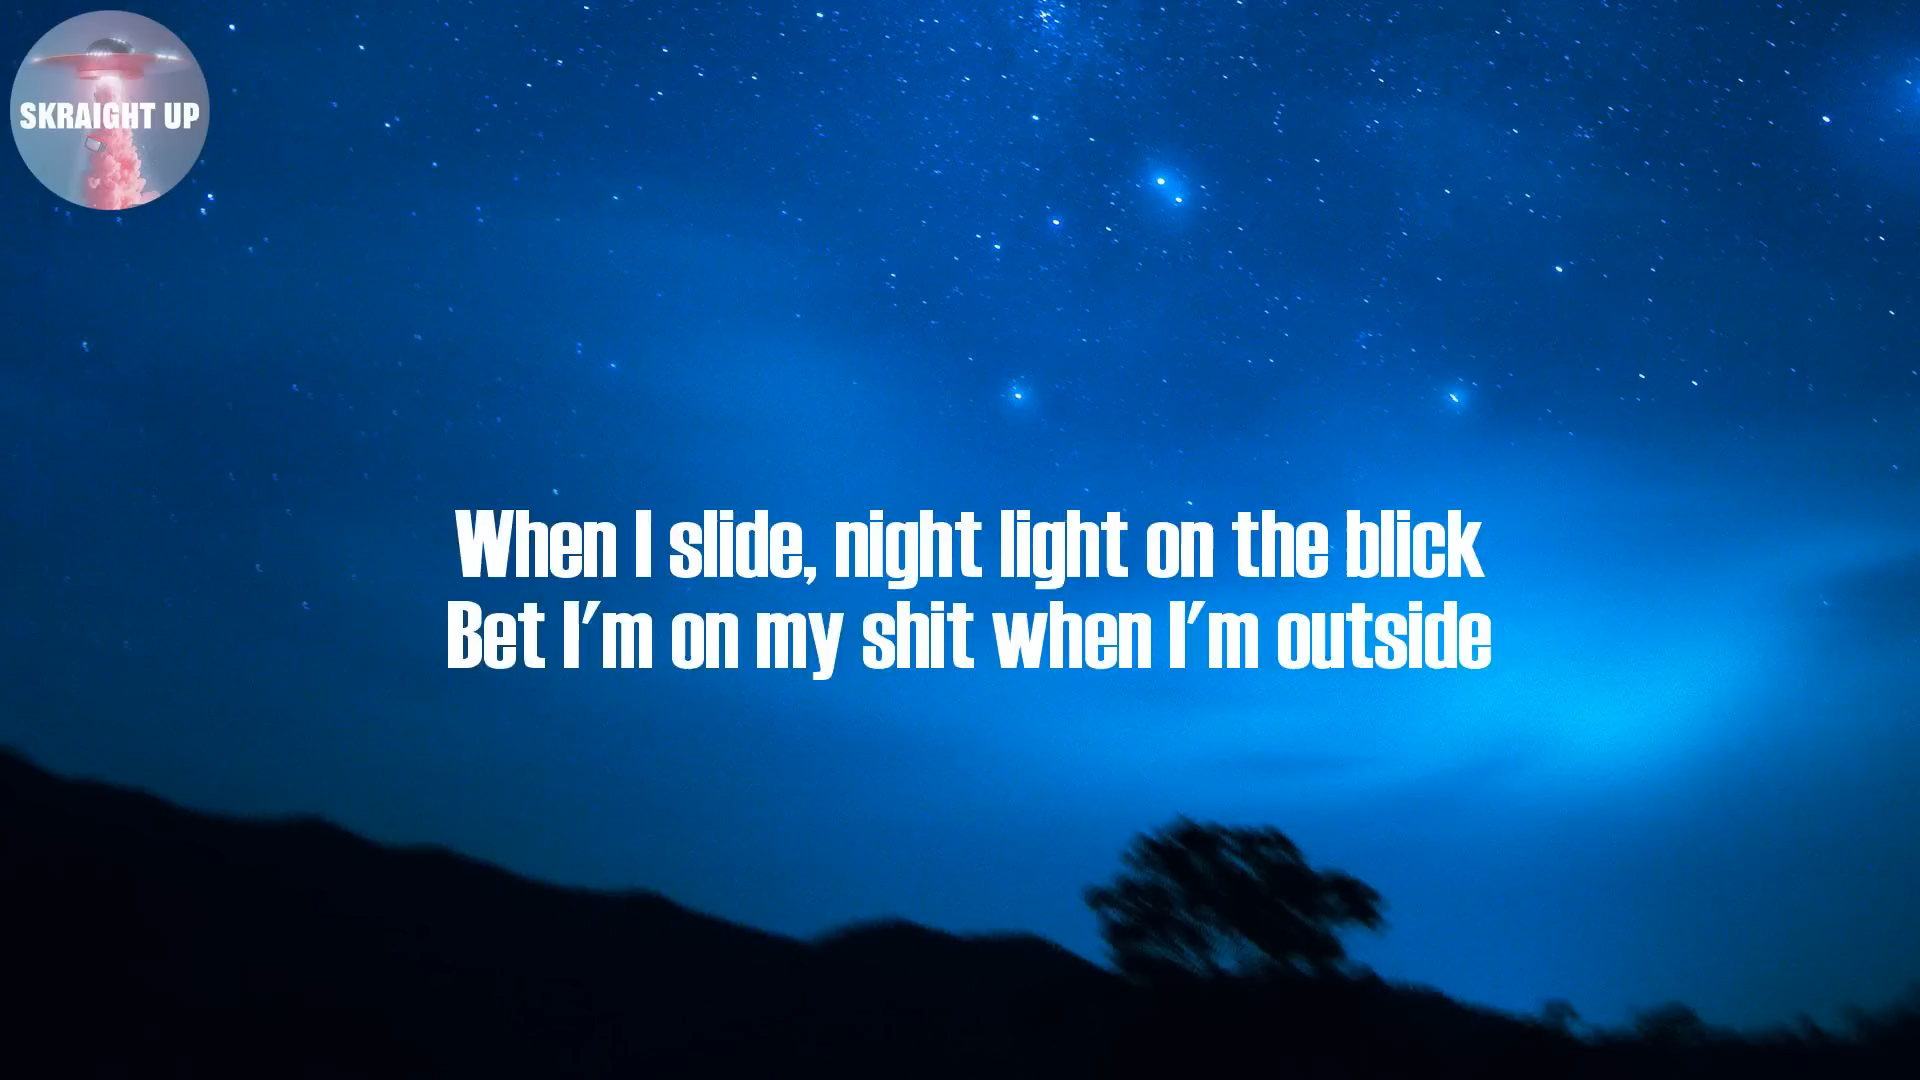 SKRAIGHT UP
When I slide, night light on the blick
Bet I'm on my shit when I'm outside